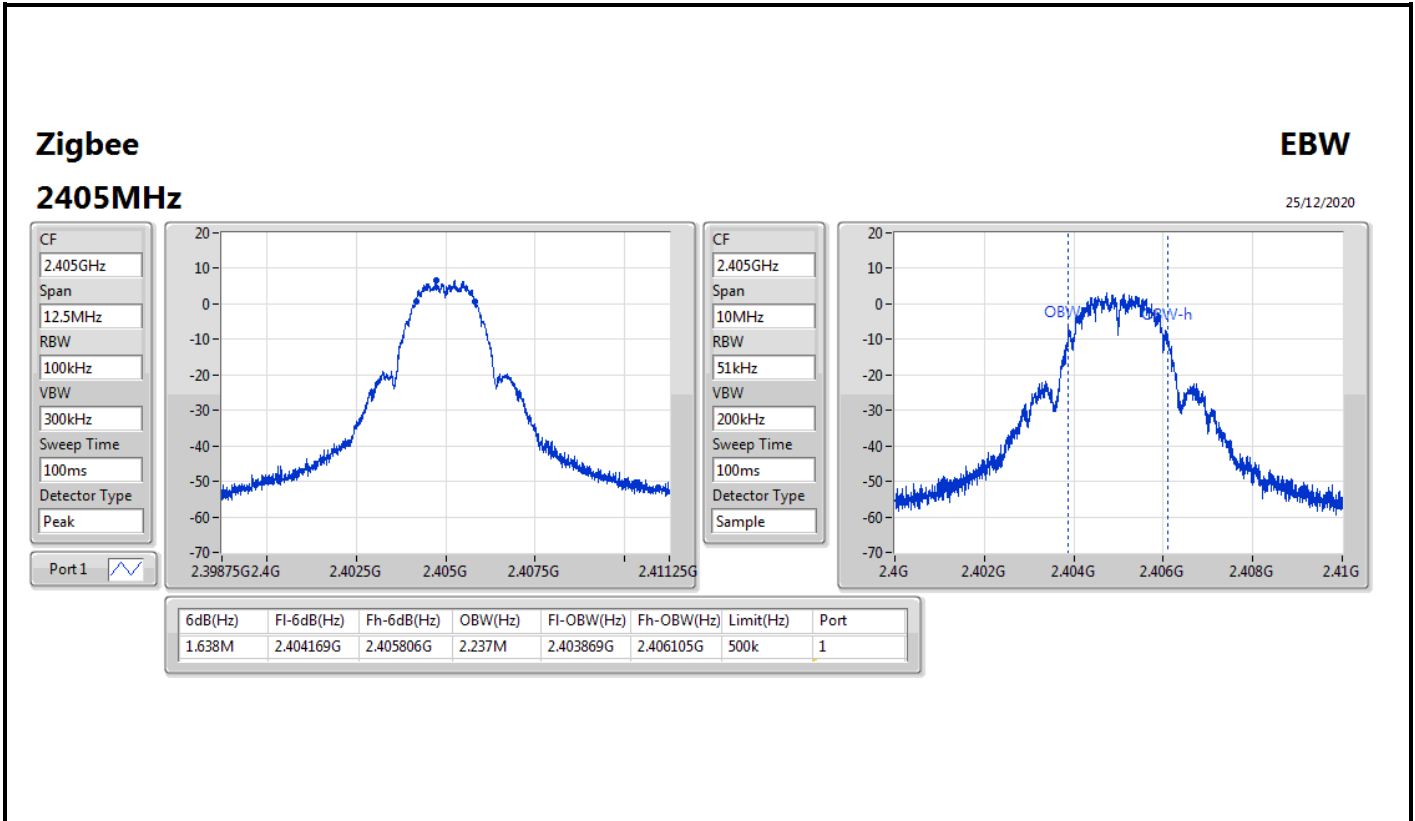 Zigbee
EBW
2405MHz
25/12/2020
CF
2.405GHz
Span
12.5MHz
RBW
100kHz
VBW
300kHz
Sweep Time
100ms
Detector Type
Peak
Port 1
20
10
0
-10
-20
-30
-40
-50
-60
-70
2.39875G 2.4G 2.4025G 2.405G 2.4075G 2.41125G
CF
2.405GHz
Span
10MHz
RBW
51kHz
VBW
200kHz
Sweep Time
100ms
Detector Type
Sample
20
10
0
-10
-20
-30
-40
-50
-60
-70
OBW OBW-h
2.4G 2.402G 2.404G 2.406G 2.408G 2.41G
6dB(Hz) Fl-6dB(Hz) Fh-6dB(Hz) OBW(Hz) Fl-OBW(Hz) Fh-OBW(Hz) Limit(Hz) Port
1.638M 2.404169G 2.405806G 2.237M 2.403869G 2.406105G 500k 1